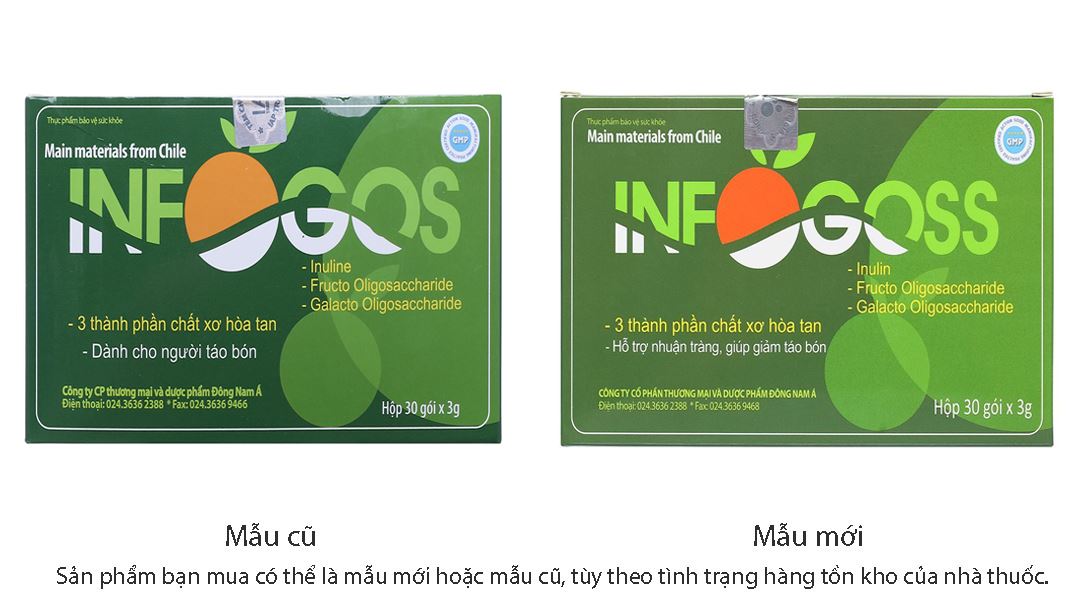 Thực phẩm bảo vệ sức khỏe
Main materials from Chile
GMP
INFOGOS
- Inuline
- Fructo Oligosaccharide
- Galacto Oligosaccharide
- 3 thành phần chất xơ hòa tan
- Dành cho người táo bón
Công ty CP thương mại và dược phẩm Đông Nam Á
Điện thoại: 024.3636 2388 * Fax: 024.3636 9466
Hộp 30 gói x 3g
Thực phẩm bảo vệ sức khỏe
Main materials from Chile
GMP
INFOGOSS
- Inulin
- Fructo Oligosaccharide
- Galacto Oligosaccharide
- 3 thành phần chất xơ hòa tan
- Hỗ trợ nhuận tràng, giúp giảm táo bón
CÔNG TY CỔ PHẦN THƯƠNG MẠI VÀ DƯỢC PHẨM ĐÔNG NAM Á
Điện thoại: 024.3636 2388 * Fax: 024.3636 9468
Hộp 30 gói x 3g
Mẫu cũ
Mẫu mới
Sản phẩm bạn mua có thể là mẫu mới hoặc mẫu cũ, tùy theo tình trạng hàng tồn kho của nhà thuốc.